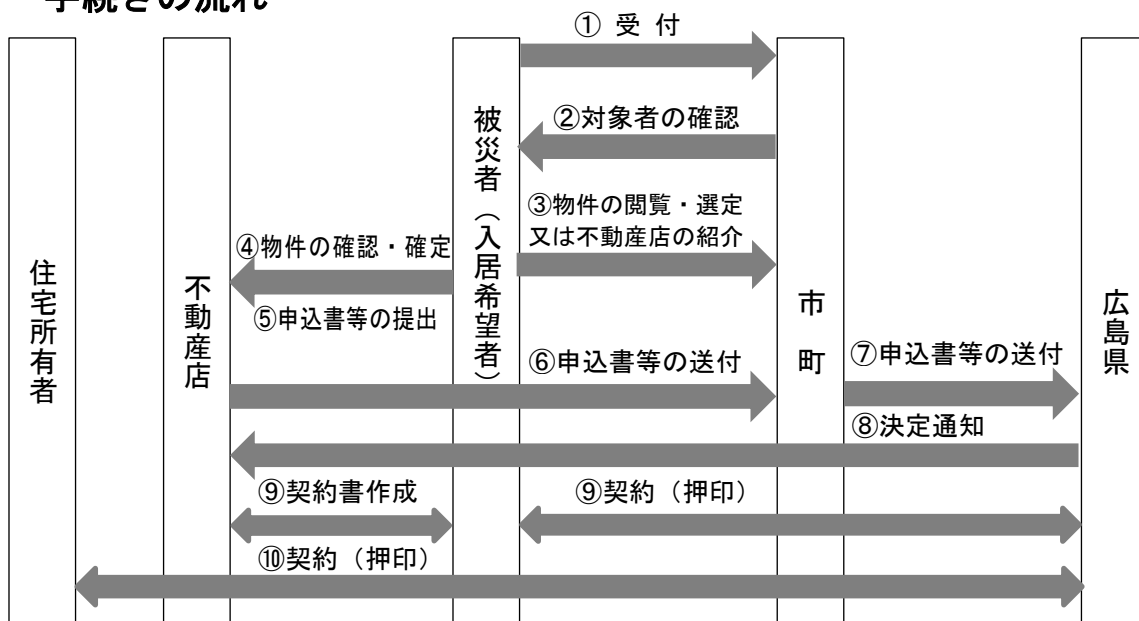 手続きの流れ
① 受 付
②対象者の確認
③物件の閲覧・選定
又は不動産店の紹介
④物件の確認・確定
⑤申込書等の提出
⑥申込書等の送付
⑦申込書等の送付
⑧決定通知
⑨契約書作成
⑨契約（押印）
⑩契約（押印）
住宅所有者
不動産店
被災者（入居希望者）
市 町
広島県